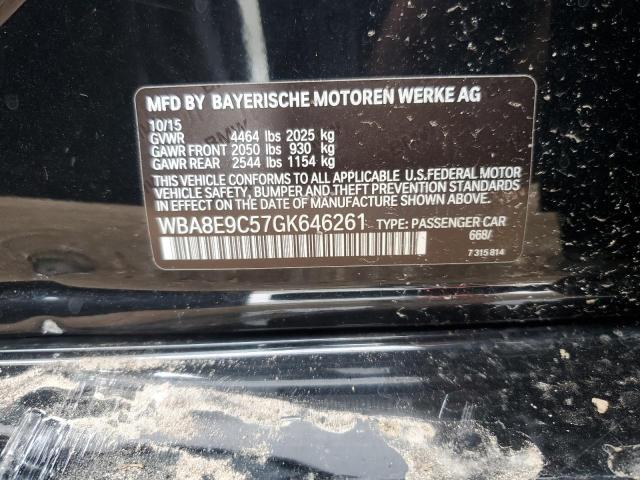 MFD BY BAYERISCHE MOTOREN WERKE AG
10/15
GVWR 4464 lbs 2025 kg
GAWR FRONT 2050 lbs 930 kg
GAWR REAR 2544 lbs 1154 kg
THIS VEHICLE CONFORMS TO ALL APPLICABLE U.S.FEDERAL MOTOR
VEHICLE SAFETY, BUMPER AND THEFT PREVENTION STANDARDS
IN EFFECT ON THE DATE OF MANUFACTURE SHOWN ABOVE.
WBA8E9C57GK646261 TYPE: PASSENGER CAR
668/
7 315 814